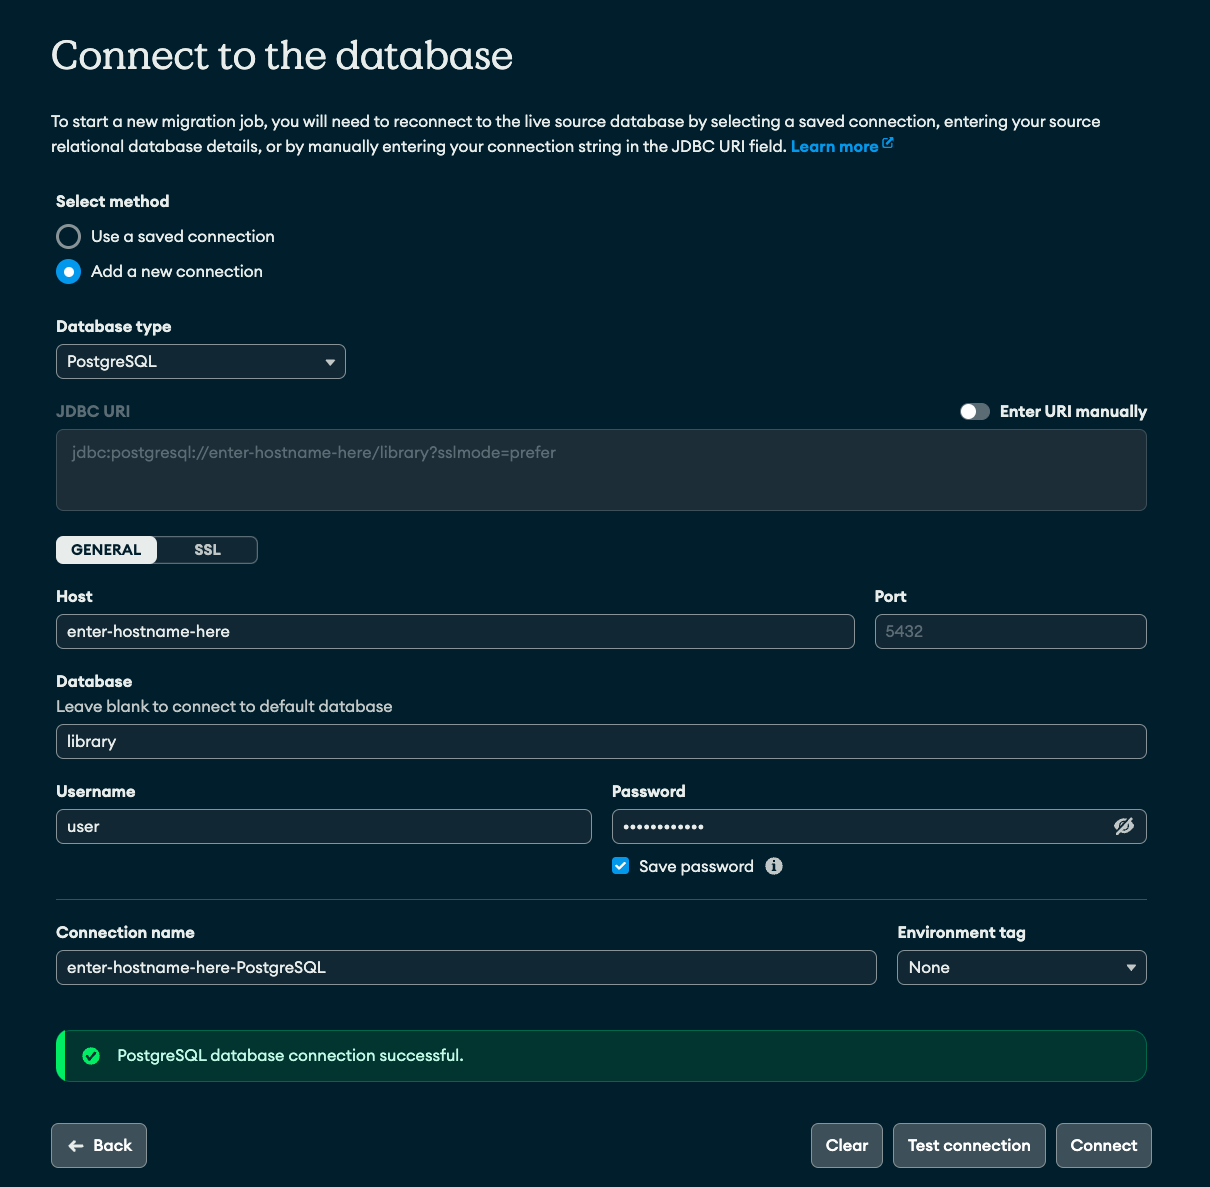 Connect to the database
To start a new migration job, you will need to reconnect to the live source database by selecting a saved connection, entering your source
relational database details, or by manually entering your connection string in the JDBC URI field. Learn more
Select method
Use a saved connection
Add a new connection
Database type
PostgreSQL
JDBC URI
Enter URI manually
jdbc:postgresql://enter-hostname-here/library?sslmode=prefer
GENERAL SSL
Host
Port
enter-hostname-here
5432
Database
Leave blank to connect to default database
library
Username
Password
user
••••••••••••
Save password
Connection name
Environment tag
enter-hostname-here-PostgreSQL
None
PostgreSQL database connection successful.
Back
Clear
Test connection
Connect